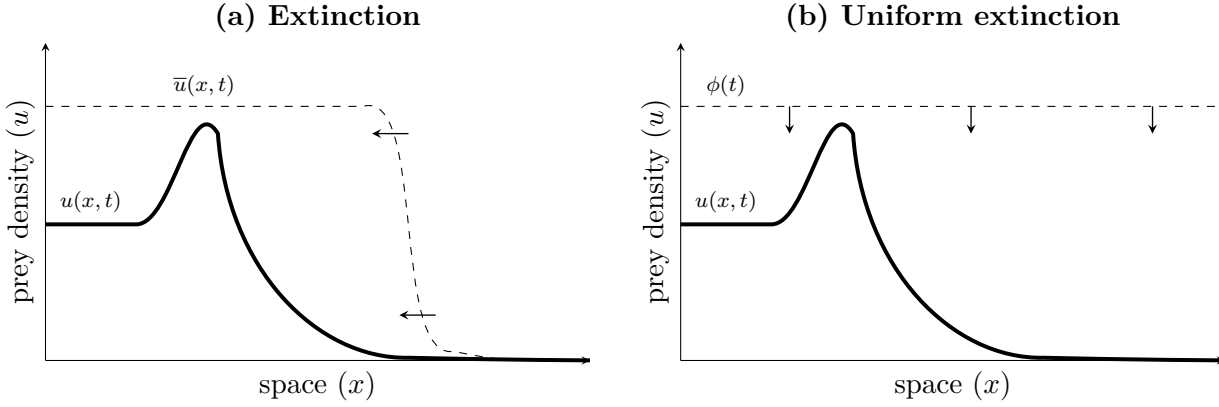 (a) Extinction
u̅(x, t)
u(x, t)
prey density (u)
space (x)
(b) Uniform extinction
ϕ(t)
u(x, t)
prey density (u)
space (x)